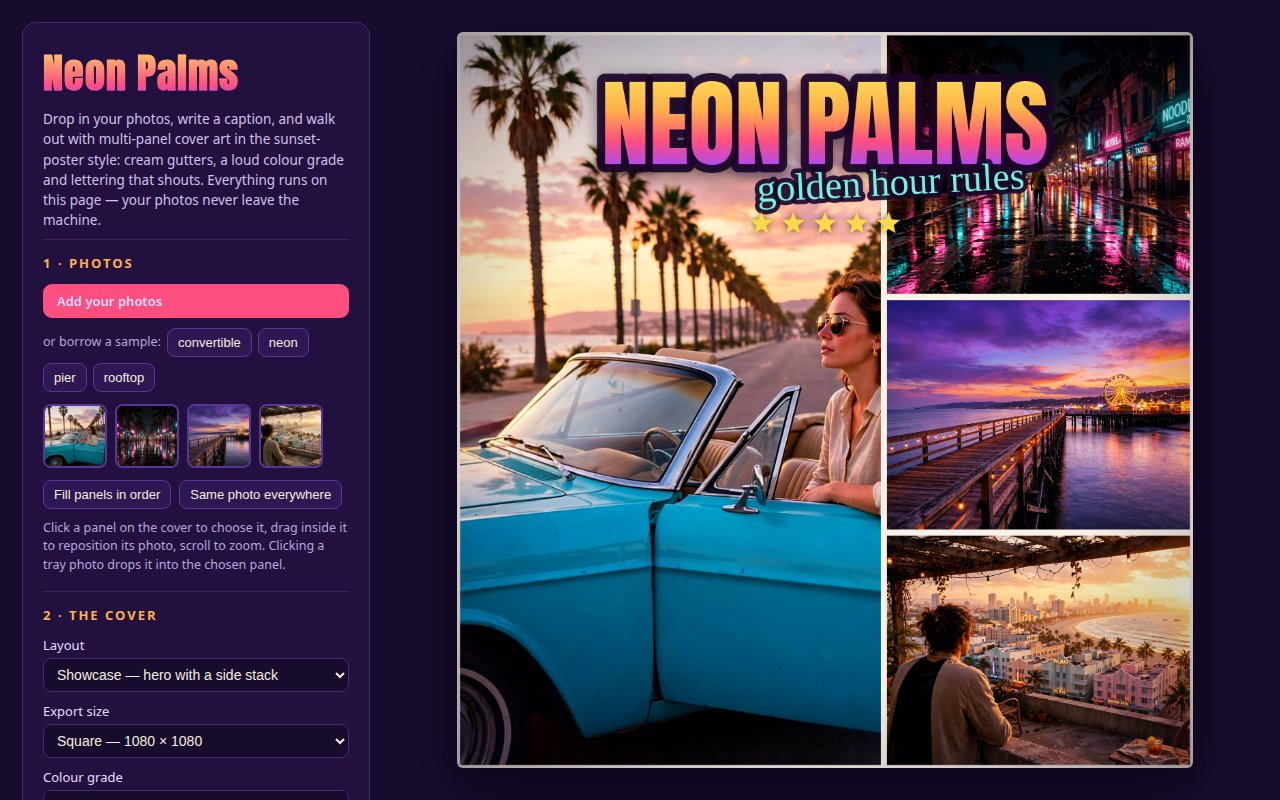 Neon Palms
Drop in your photos, write a caption, and walk
out with multi-panel cover art in the sunset-
poster style: cream gutters, a loud colour grade
and lettering that shouts. Everything runs on
this page — your photos never leave the
machine.
1 · PHOTOS
Add your photos
or borrow a sample: convertible neon
pier rooftop
Fill panels in order Same photo everywhere
Click a panel on the cover to choose it, drag inside it
to reposition its photo, scroll to zoom. Clicking a
tray photo drops it into the chosen panel.
2 · THE COVER
Layout
Showcase — hero with a side stack
Export size
Square — 1080 × 1080
Colour grade
NEON PALMS
golden hour rules
HOTEL
TACOS